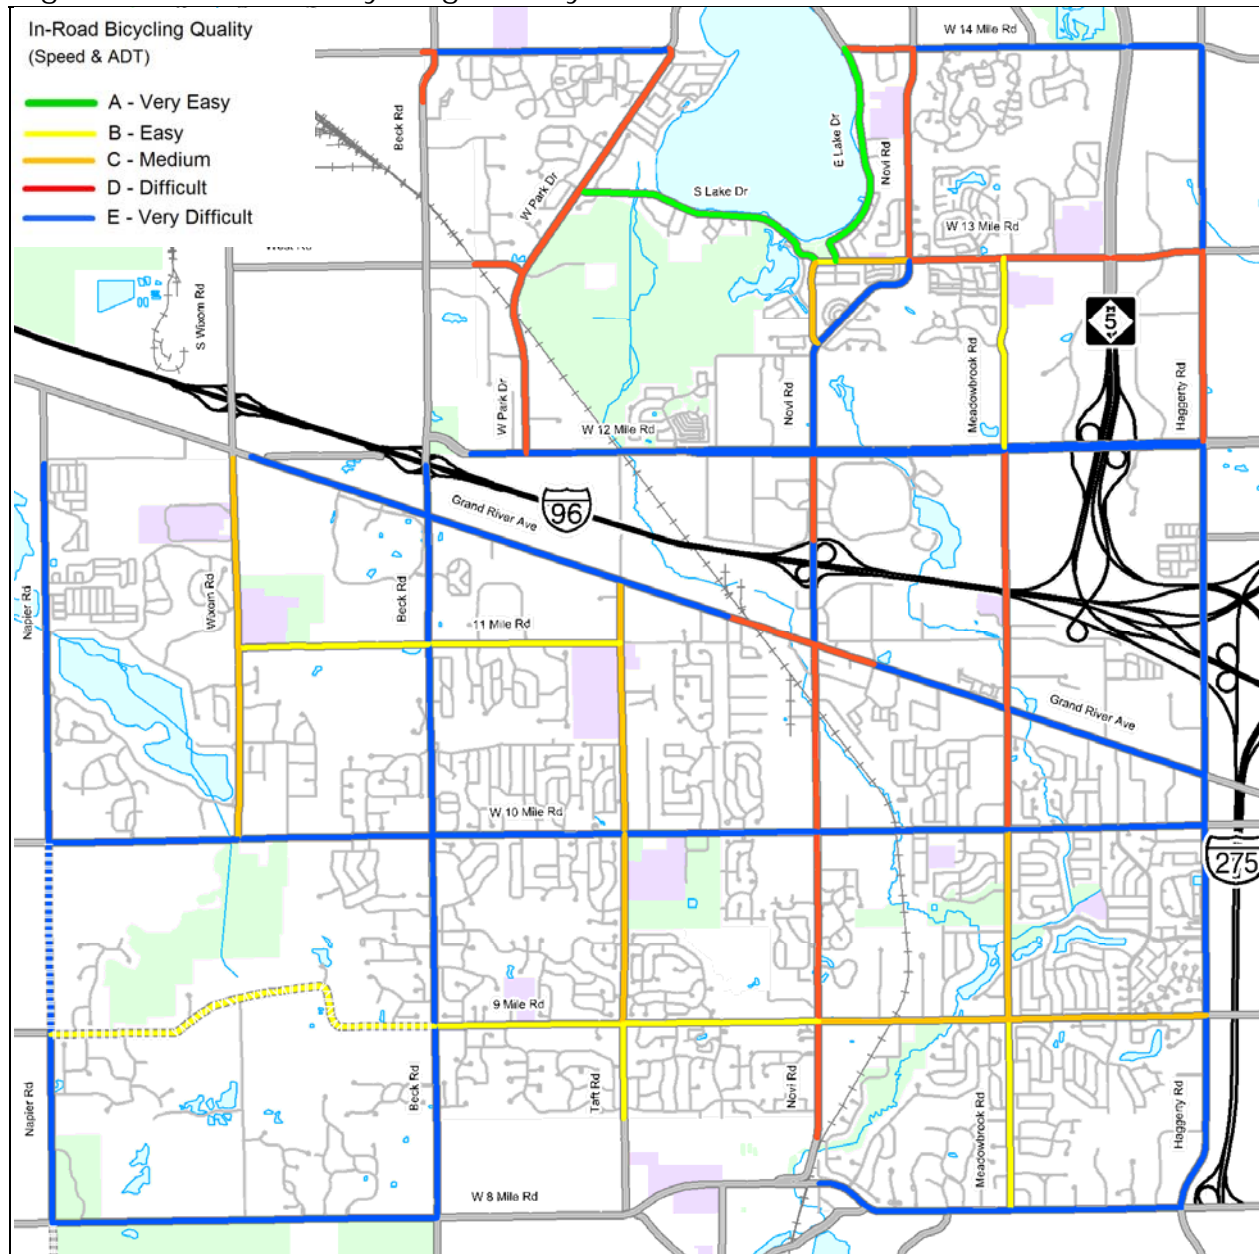 In-Road Bicycling Quality
(Speed & ADT)
A - Very Easy
B - Easy
C - Medium
D - Difficult
E - Very Difficult
W 14 Mile Rd
Beck Rd
E Lake Dr
Novi Rd
W Park Dr
S Lake Dr
W 13 Mile Rd
West Rd
S Wixom Rd
5
Meadowbrook Rd
Haggerty Rd
W Park Dr
Novi Rd
W 12 Mile Rd
Grand River Ave
96
Napier Rd
Wixom Rd
Beck Rd
11 Mile Rd
Grand River Ave
W 10 Mile Rd
275
9 Mile Rd
Napier Rd
Beck Rd
Taft Rd
Novi Rd
Meadowbrook Rd
Haggerty Rd
W 8 Mile Rd